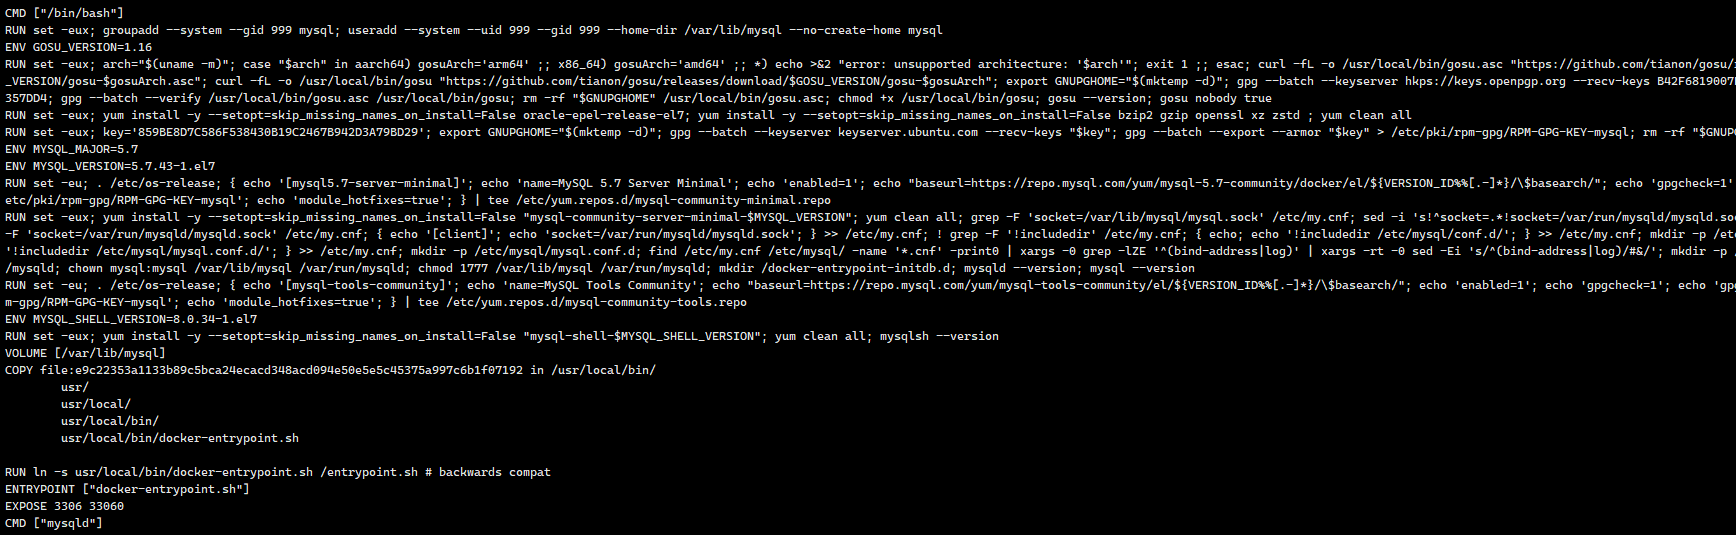 CMD ["/bin/bash"]
RUN set -eux; groupadd --system --gid 999 mysql; useradd --system --uid 999 --gid 999 --home-dir /var/lib/mysql --no-create-home mysql
ENV GOSU_VERSION=1.16
RUN set -eux; arch="$(uname -m)"; case "$arch" in aarch64) gosuArch='arm64' ;; x86_64) gosuArch='amd64' ;; *) echo >&2 "error: unsupported architecture: '$arch'"; exit 1 ;; esac; curl -fL -o /usr/local/bin/gosu.asc "https://github.com/tianon/gosu/
_VERSION/gosu-$gosuArch.asc"; curl -fL -o /usr/local/bin/gosu "https://github.com/tianon/gosu/releases/download/$GOSU_VERSION/gosu-$gosuArch"; export GNUPGHOME="$(mktemp -d)"; gpg --batch --keyserver hkps://keys.openpgp.org --recv-keys B42F6819007
357DD4; gpg --batch --verify /usr/local/bin/gosu.asc /usr/local/bin/gosu; rm -rf "$GNUPGHOME" /usr/local/bin/gosu.asc; chmod +x /usr/local/bin/gosu; gosu --version; gosu nobody true
RUN set -eux; yum install -y --setopt=skip_missing_names_on_install=False oracle-epel-release-el7; yum install -y --setopt=skip_missing_names_on_install=False bzip2 gzip openssl xz zstd ; yum clean all
RUN set -eux; key='859BE8D7C586F538430B19C2467B942D3A79BD29'; export GNUPGHOME="$(mktemp -d)"; gpg --batch --keyserver keyserver.ubuntu.com --recv-keys "$key"; gpg --batch --export --armor "$key" > /etc/pki/rpm-gpg/RPM-GPG-KEY-mysql; rm -rf "$GNUP
ENV MYSQL_MAJOR=5.7
ENV MYSQL_VERSION=5.7.43-1.el7
RUN set -eu; . /etc/os-release; { echo '[mysql5.7-server-minimal]'; echo 'name=MySQL 5.7 Server Minimal'; echo 'enabled=1'; echo "baseurl=https://repo.mysql.com/yum/mysql-5.7-community/docker/el/${VERSION_ID%%[.-]*}/\$basearch/"; echo 'gpgcheck=1'
etc/pki/rpm-gpg/RPM-GPG-KEY-mysql'; echo 'module_hotfixes=true'; } | tee /etc/yum.repos.d/mysql-community-minimal.repo
RUN set -eux; yum install -y --setopt=skip_missing_names_on_install=False "mysql-community-server-minimal-$MYSQL_VERSION"; yum clean all; grep -F 'socket=/var/lib/mysql/mysql.sock' /etc/my.cnf; sed -i 's!^socket=.*!socket=/var/run/mysqld/mysqld.so
-F 'socket=/var/run/mysqld/mysqld.sock' /etc/my.cnf; { echo '[client]'; echo 'socket=/var/run/mysqld/mysqld.sock'; } >> /etc/my.cnf; ! grep -F '!includedir' /etc/my.cnf; { echo; echo '!includedir /etc/mysql/conf.d/'; } >> /etc/my.cnf; mkdir -p /et
'!includedir /etc/mysql/mysql.conf.d/'; } >> /etc/my.cnf; mkdir -p /etc/mysql/mysql.conf.d; find /etc/my.cnf /etc/mysql/ -name '*.cnf' -print0 | xargs -0 grep -lZE '^(bind-address|log)' | xargs -rt -0 sed -Ei 's/^(bind-address|log)/#&/'; mkdir -p
/mysqld; chown mysql:mysql /var/lib/mysql /var/run/mysqld; chmod 1777 /var/lib/mysql /var/run/mysqld; mkdir /docker-entrypoint-initdb.d; mysqld --version; mysql --version
RUN set -eu; . /etc/os-release; { echo '[mysql-tools-community]'; echo 'name=MySQL Tools Community'; echo "baseurl=https://repo.mysql.com/yum/mysql-tools-community/el/${VERSION_ID%%[.-]*}/\$basearch/"; echo 'enabled=1'; echo 'gpgcheck=1'; echo 'gp
m-gpg/RPM-GPG-KEY-mysql'; echo 'module_hotfixes=true'; } | tee /etc/yum.repos.d/mysql-community-tools.repo
ENV MYSQL_SHELL_VERSION=8.0.34-1.el7
RUN set -eux; yum install -y --setopt=skip_missing_names_on_install=False "mysql-shell-$MYSQL_SHELL_VERSION"; yum clean all; mysqlsh --version
VOLUME [/var/lib/mysql]
COPY file:e9c22353a1133b89c5bca24ecacd348acd094e50e5e5c45375a997c6b1f07192 in /usr/local/bin/
usr/
usr/local/
usr/local/bin/
usr/local/bin/docker-entrypoint.sh
RUN ln -s usr/local/bin/docker-entrypoint.sh /entrypoint.sh # backwards compat
ENTRYPOINT ["docker-entrypoint.sh"]
EXPOSE 3306 33060
CMD ["mysqld"]